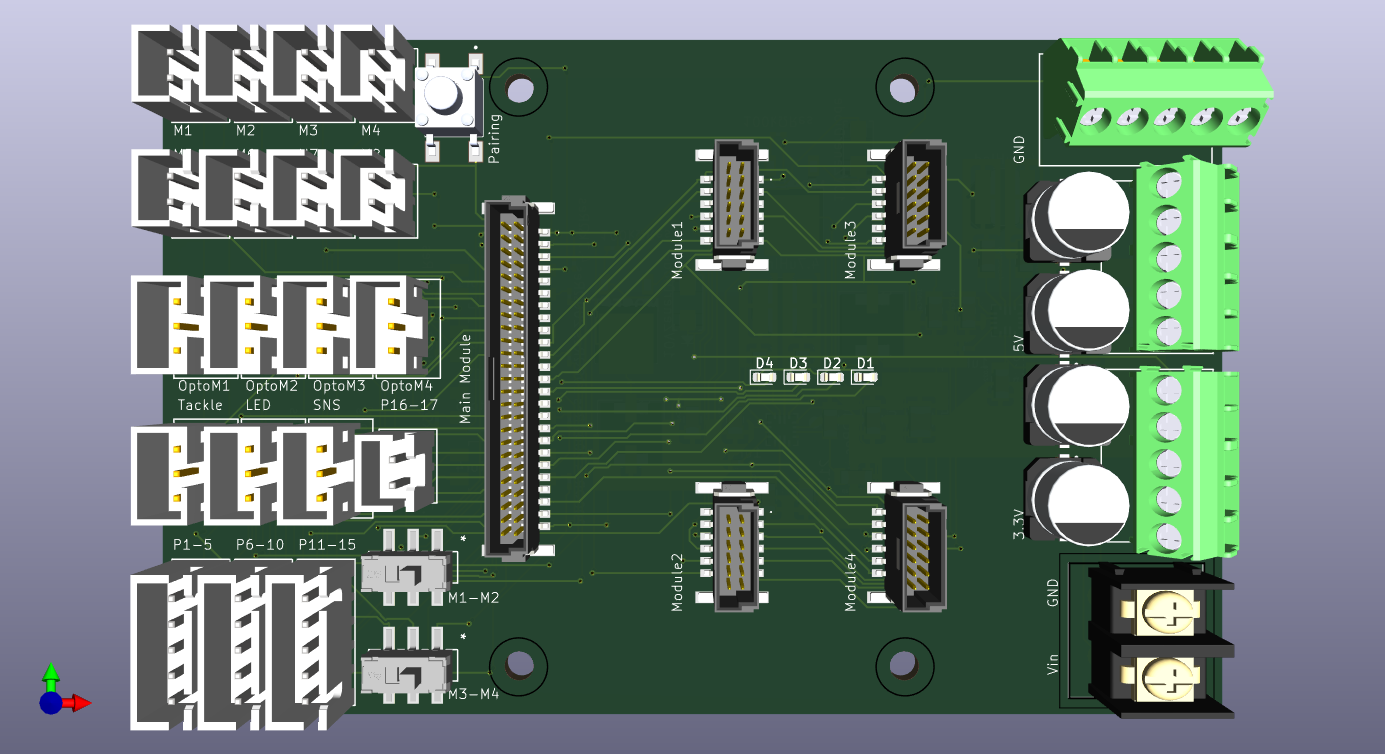 M1 M2 M3 M4
Pairing
GND
Module1
Module3
5V
Main Module
D4 D3 D2 D1
OptoM1 OptoM2 OptoM3 OptoM4
Tackle LED SNS P16-17
3.3V
P1-5 P6-10 P11-15
*
M1-M2
Module2
Module4
GND
*
M3-M4
Vin